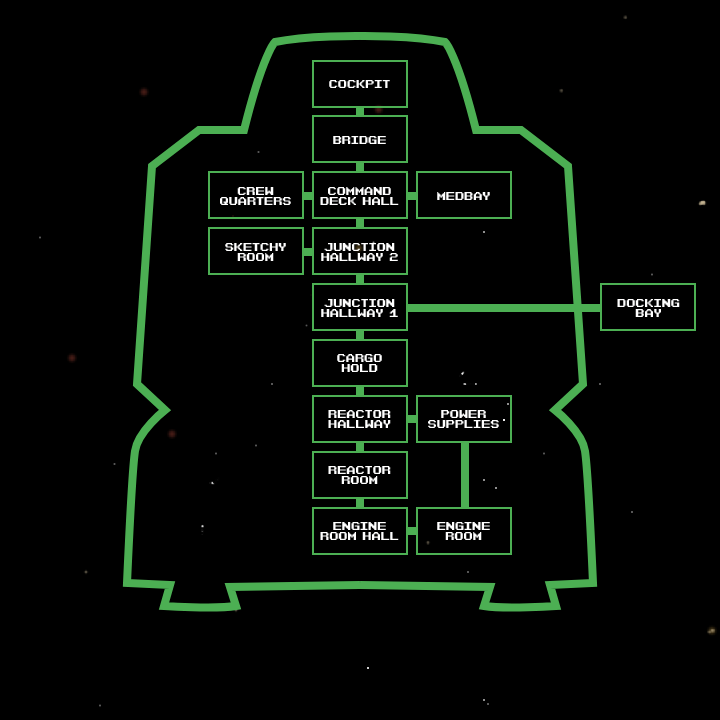 COCKPIT
BRIDGE
CREW
QUARTERS
COMMAND
DECK HALL
MEDBAY
SKETCHY
ROOM
JUNCTION
HALLWAY 2
JUNCTION
HALLWAY 1
DOCKING
BAY
CARGO
HOLD
REACTOR
HALLWAY
POWER
SUPPLIES
REACTOR
ROOM
ENGINE
ROOM HALL
ENGINE
ROOM